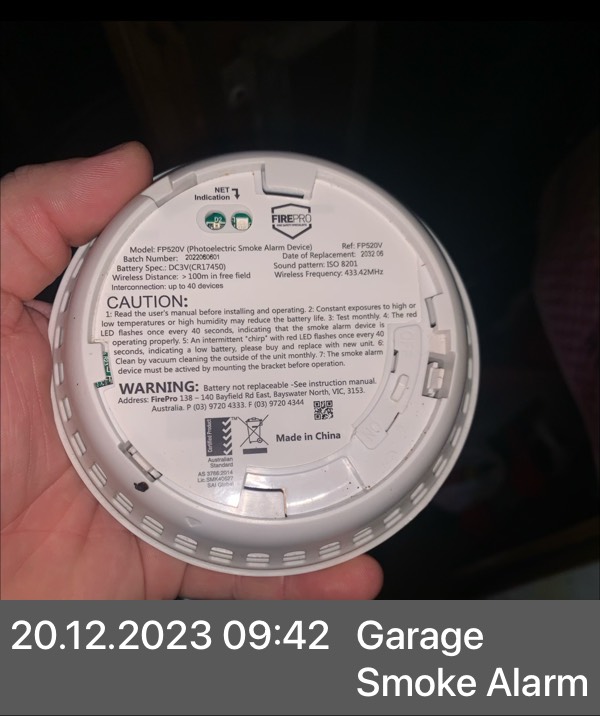 NET
Indication
D2
FIREPRO
Model: FP520V (Photoelectric Smoke Alarm Device) Ref: FP520V
Batch Number: 2022060601 Date of Replacement: 2032 06
Battery Spec.: DC3V(CR17450) Sound pattern: ISO 8201
Wireless Distance: > 100m in free field Wireless Frequency: 433.42MHz
Interconnection: up to 40 devices
CAUTION:
1: Read the user's manual before installing and operating. 2: Constant exposures to high or
low temperatures or high humidity may reduce the battery life. 3: Test monthly. 4: The red
LED flashes once every 40 seconds, indicating that the smoke alarm device is
operating properly. 5: An intermittent "chirp" with red LED flashes once every 40
seconds, indicating a low battery, please buy and replace with new unit. 6:
Clean by vacuum cleaning the outside of the unit monthly. 7: The smoke alarm
device must be actived by mounting the bracket before operation.
WARNING: Battery not replaceable -See instruction manual.
Address: FirePro 138 – 140 Bayfield Rd East, Bayswater North, VIC, 3153.
Australia. P (03) 9720 4333. F (03) 9720 4344
Certified Product
Made in China
Australian
Standard
AS 3786:2014
Lic.SMK40527
SAI Global
20.12.2023 09:42 Garage
Smoke Alarm